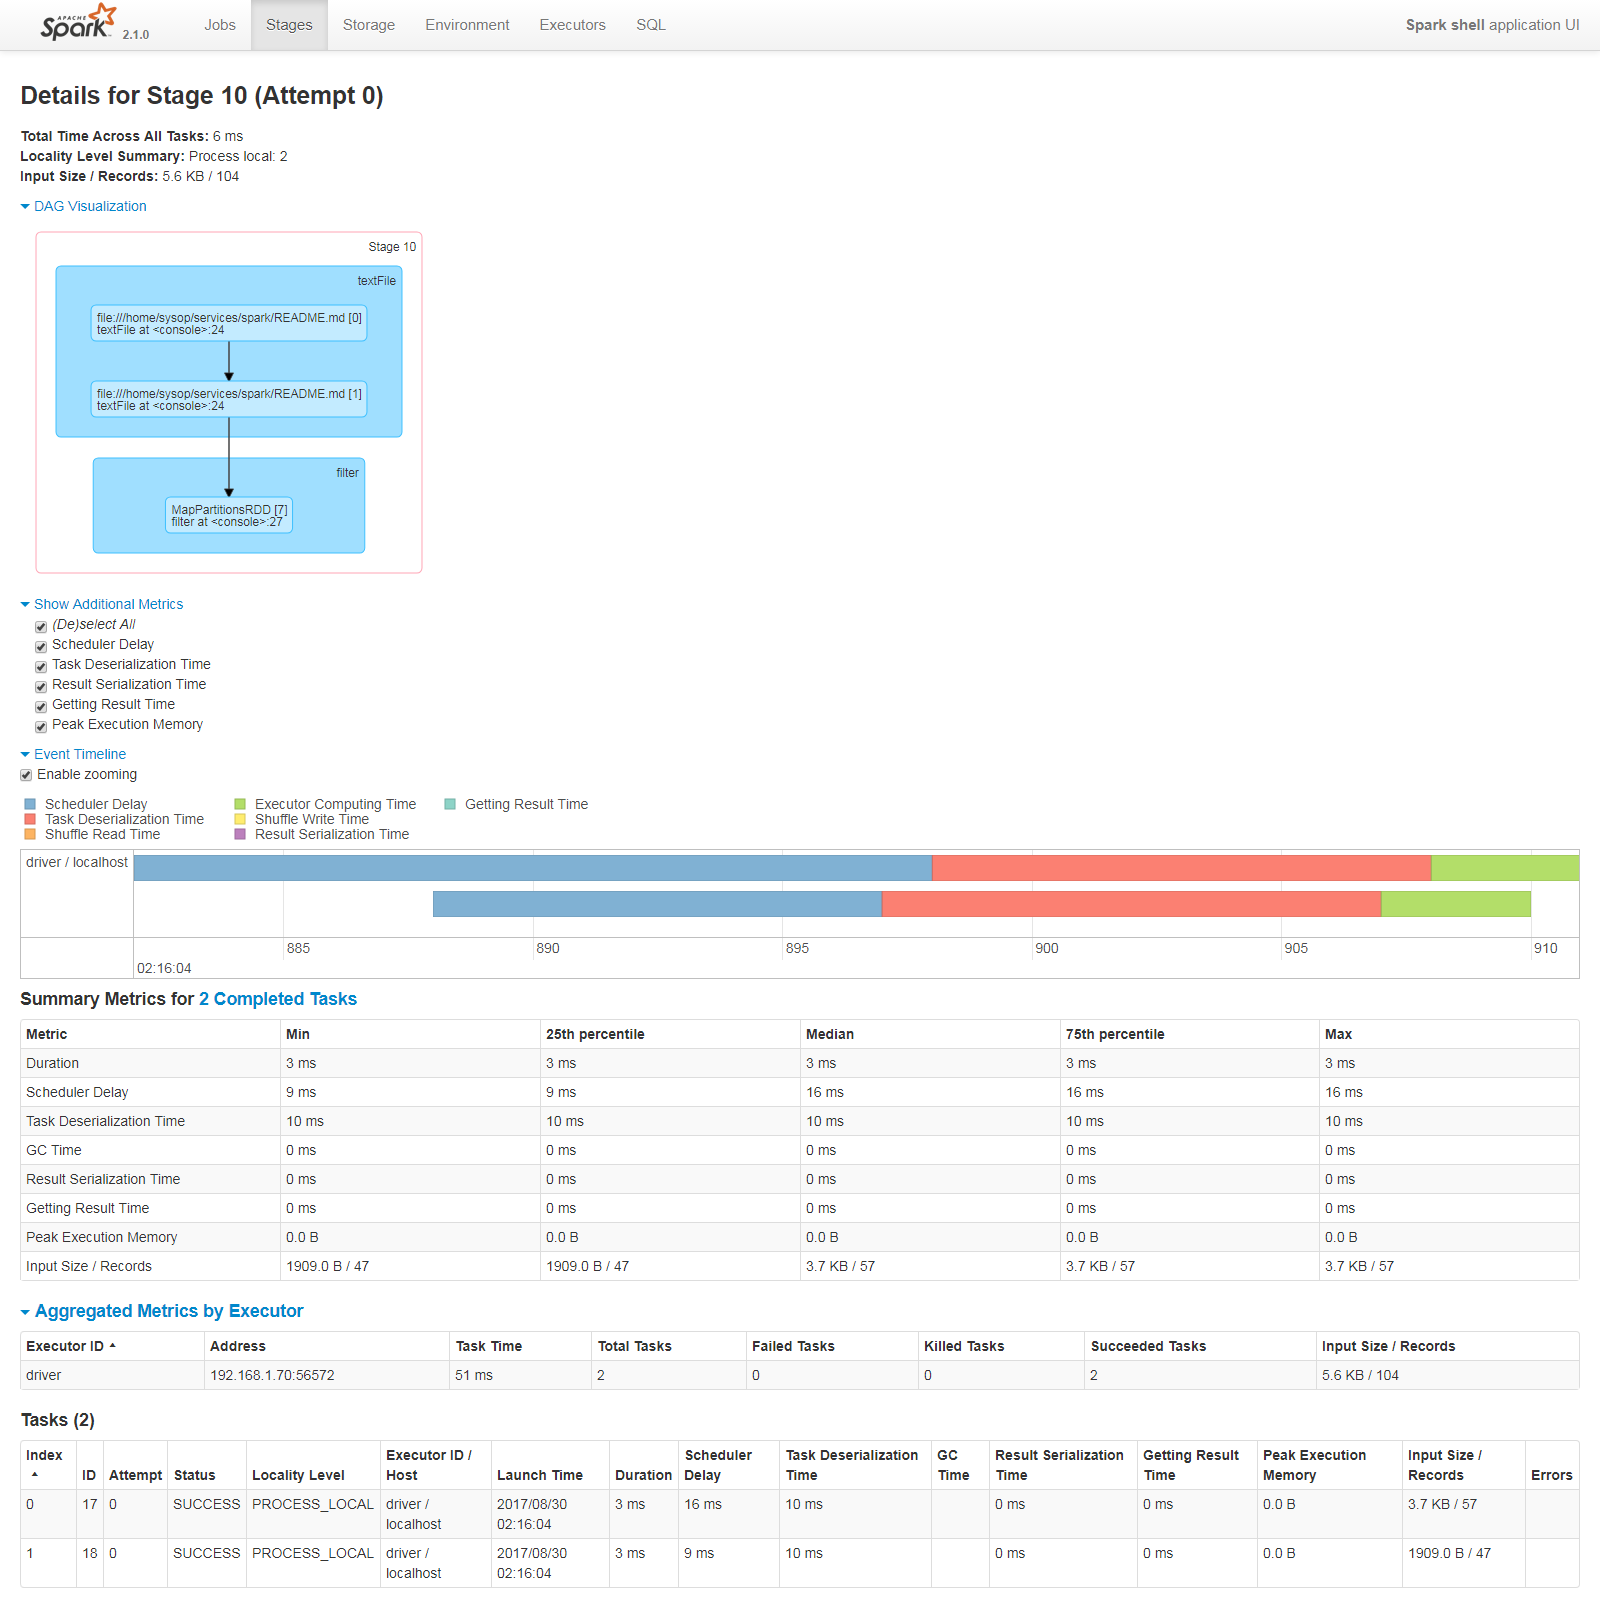 APACHE
Spark 2.1.0 Jobs Stages Storage Environment Executors SQL Spark shell application UI
Details for Stage 10 (Attempt 0)
Total Time Across All Tasks: 6 ms
Locality Level Summary: Process local: 2
Input Size / Records: 5.6 KB / 104
DAG Visualization
Stage 10
textFile
file:///home/sysop/services/spark/README.md [0]
textFile at <console>:24
file:///home/sysop/services/spark/README.md [1]
textFile at <console>:24
filter
MapPartitionsRDD [7]
filter at <console>:27
Show Additional Metrics
(De)select All
Scheduler Delay
Task Deserialization Time
Result Serialization Time
Getting Result Time
Peak Execution Memory
Event Timeline
Enable zooming
Scheduler Delay Executor Computing Time Getting Result Time
Task Deserialization Time Shuffle Write Time
Shuffle Read Time Result Serialization Time
driver / localhost
885 890 895 900 905 910
02:16:04
Summary Metrics for 2 Completed Tasks
Metric Min 25th percentile Median 75th percentile Max
Duration 3 ms 3 ms 3 ms 3 ms 3 ms
Scheduler Delay 9 ms 9 ms 16 ms 16 ms 16 ms
Task Deserialization Time 10 ms 10 ms 10 ms 10 ms 10 ms
GC Time 0 ms 0 ms 0 ms 0 ms 0 ms
Result Serialization Time 0 ms 0 ms 0 ms 0 ms 0 ms
Getting Result Time 0 ms 0 ms 0 ms 0 ms 0 ms
Peak Execution Memory 0.0 B 0.0 B 0.0 B 0.0 B 0.0 B
Input Size / Records 1909.0 B / 47 1909.0 B / 47 3.7 KB / 57 3.7 KB / 57 3.7 KB / 57
Aggregated Metrics by Executor
Executor ID Address Task Time Total Tasks Failed Tasks Killed Tasks Succeeded Tasks Input Size / Records
driver 192.168.1.70:56572 51 ms 2 0 0 2 5.6 KB / 104
Tasks (2)
Index ID Attempt Status Locality Level Executor ID / Host Launch Time Duration Scheduler Delay Task Deserialization Time GC Time Result Serialization Time Getting Result Time Peak Execution Memory Input Size / Records Errors
0 17 0 SUCCESS PROCESS_LOCAL driver / localhost 2017/08/30 02:16:04 3 ms 16 ms 10 ms 0 ms 0 ms 0.0 B 3.7 KB / 57
1 18 0 SUCCESS PROCESS_LOCAL driver / localhost 2017/08/30 02:16:04 3 ms 9 ms 10 ms 0 ms 0 ms 0.0 B 1909.0 B / 47